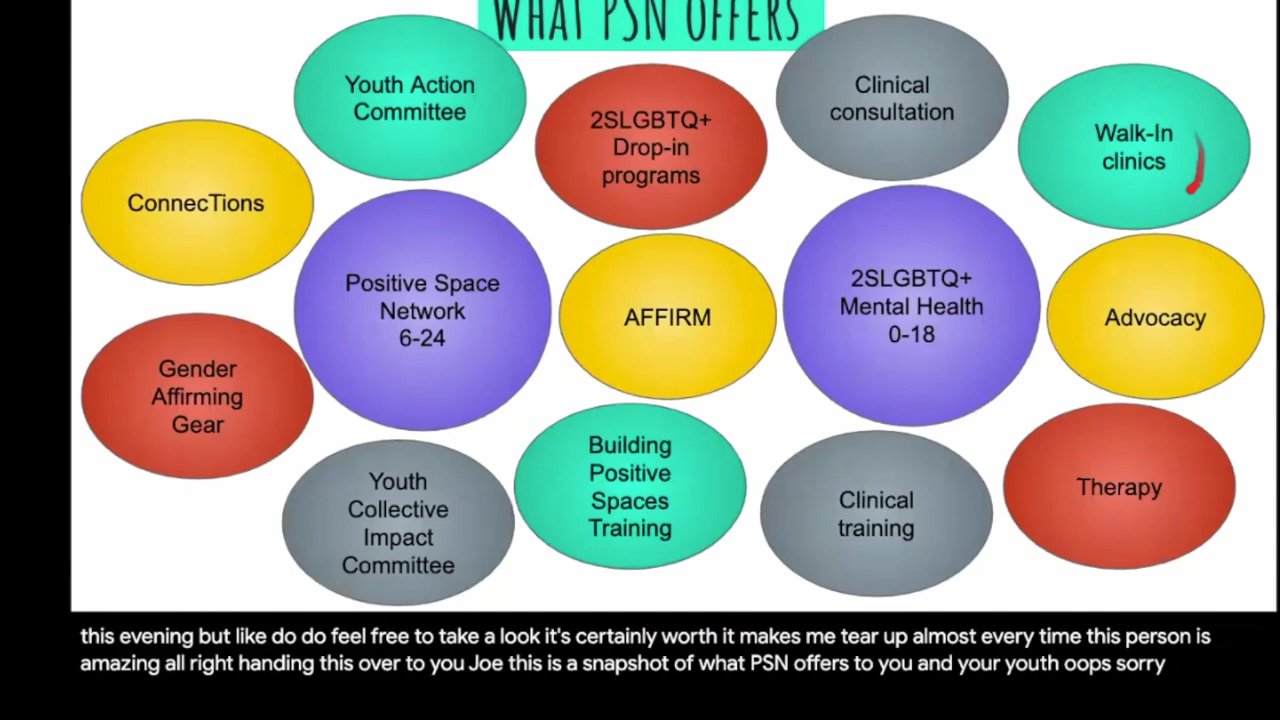 WHAT PSN OFFERS
Youth Action
Committee
2SLGBTQ+
Drop-in
programs
Clinical
consultation
Walk-In
clinics
ConnecTions
Positive Space
Network
6-24
AFFIRM
2SLGBTQ+
Mental Health
0-18
Advocacy
Gender
Affirming
Gear
Youth
Collective
Impact
Committee
Building
Positive
Spaces
Training
Clinical
training
Therapy
this evening but like do do feel free to take a look it's certainly worth it makes me tear up almost every time this person is
amazing all right handing this over to you Joe this is a snapshot of what PSN offers to you and your youth oops sorry